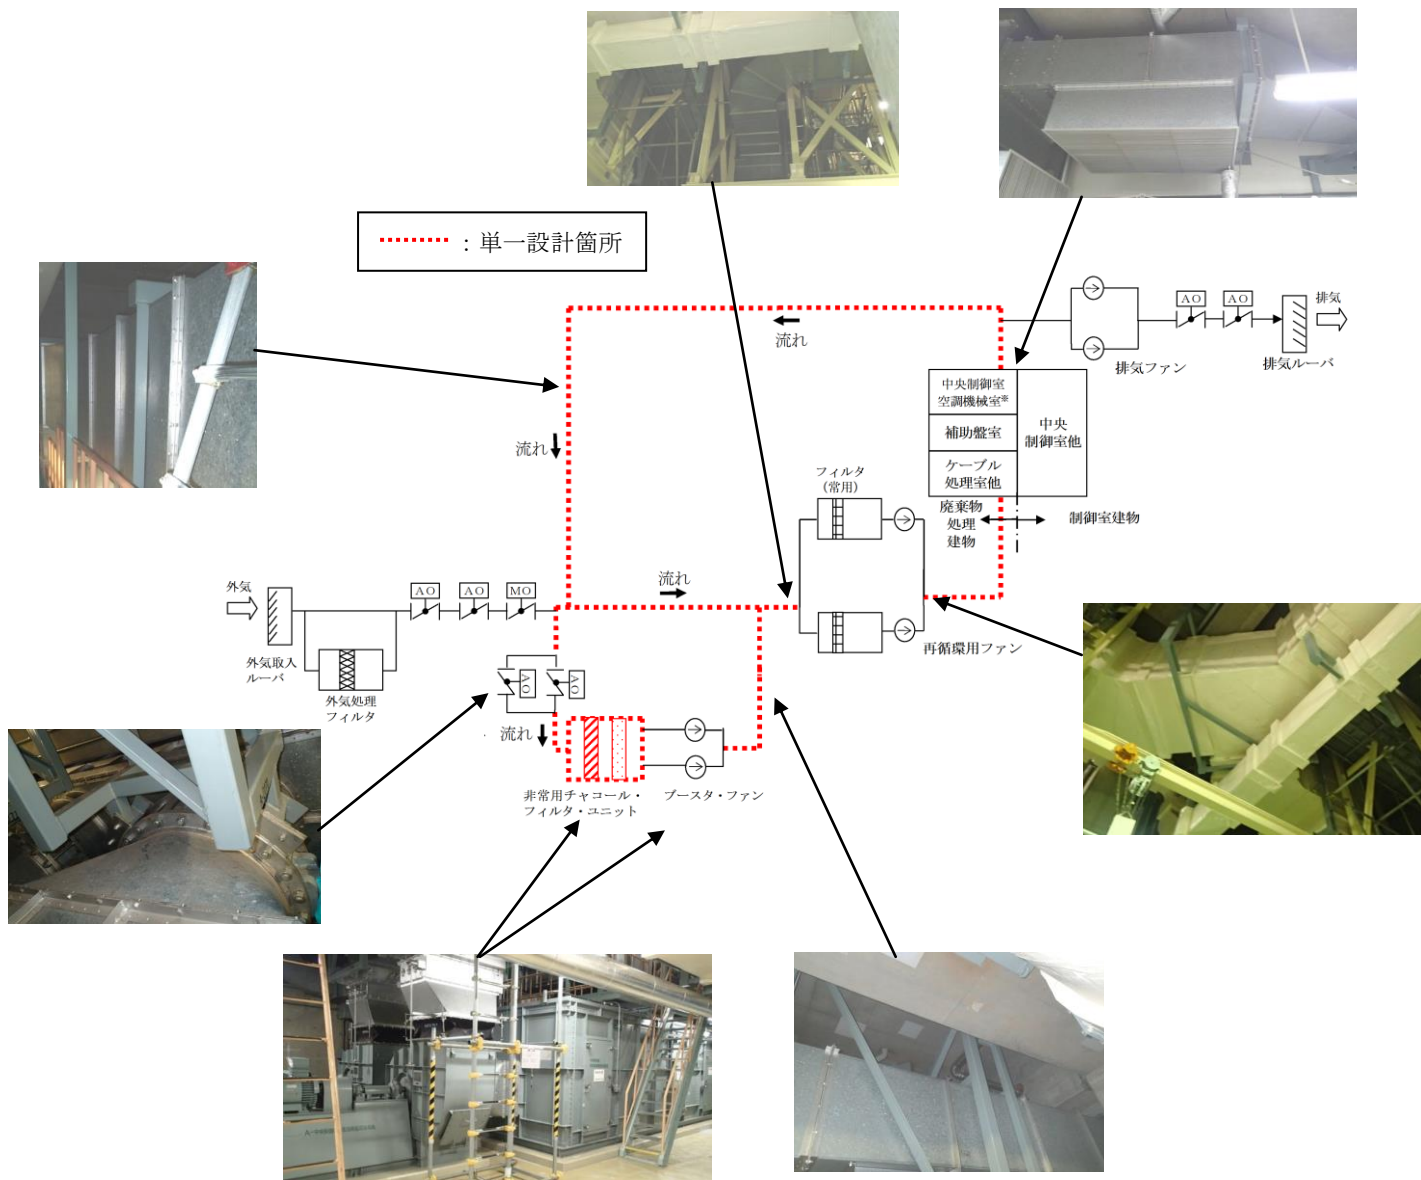 ：単一設計箇所
流れ
排気
AO
AO
排気ファン
排気ルーバ
中央制御室
空調機械室※
補助盤室
ケーブル
処理室他
中央
制御室他
流れ
フィルタ
（常用）
廃棄物
処理
建物
制御室建物
外気
AO
AO
MO
流れ
外気取入
ルーバ
外気処理
フィルタ
AO
AO
再循環用ファン
流れ
非常用チャコール・
フィルタ・ユニット
ブースタ・ファン